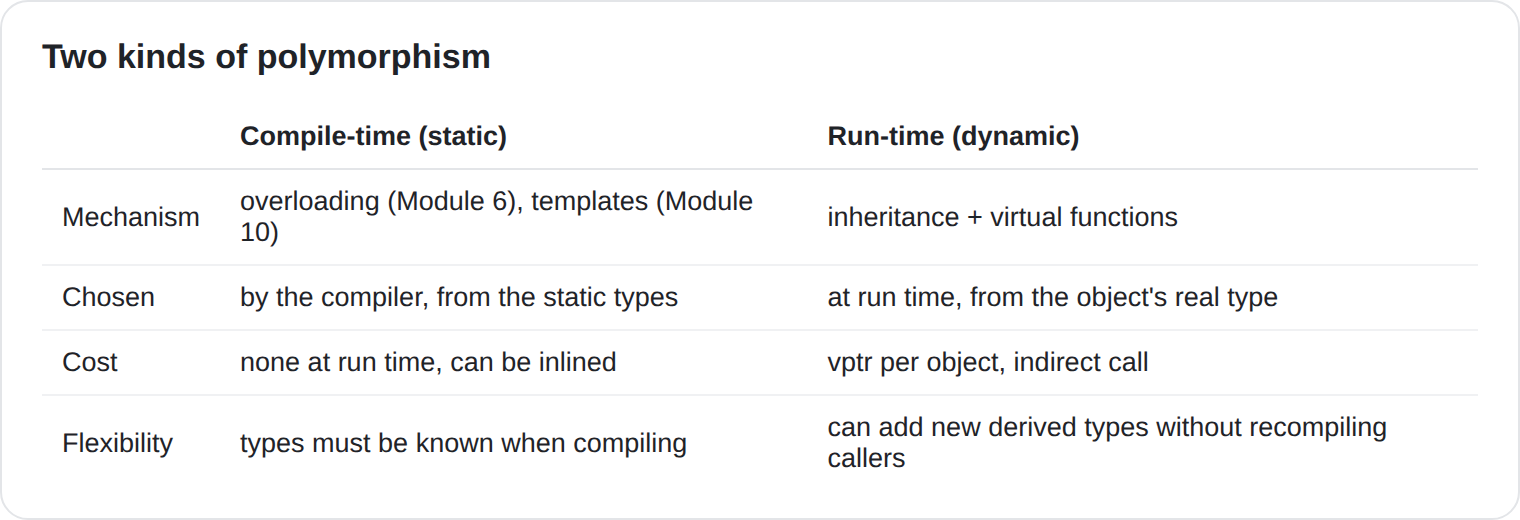 Two kinds of polymorphism
Compile-time (static) Run-time (dynamic)
Mechanism overloading (Module 6), templates (Module 10) inheritance + virtual functions
Chosen by the compiler, from the static types at run time, from the object's real type
Cost none at run time, can be inlined vptr per object, indirect call
Flexibility types must be known when compiling can add new derived types without recompiling callers